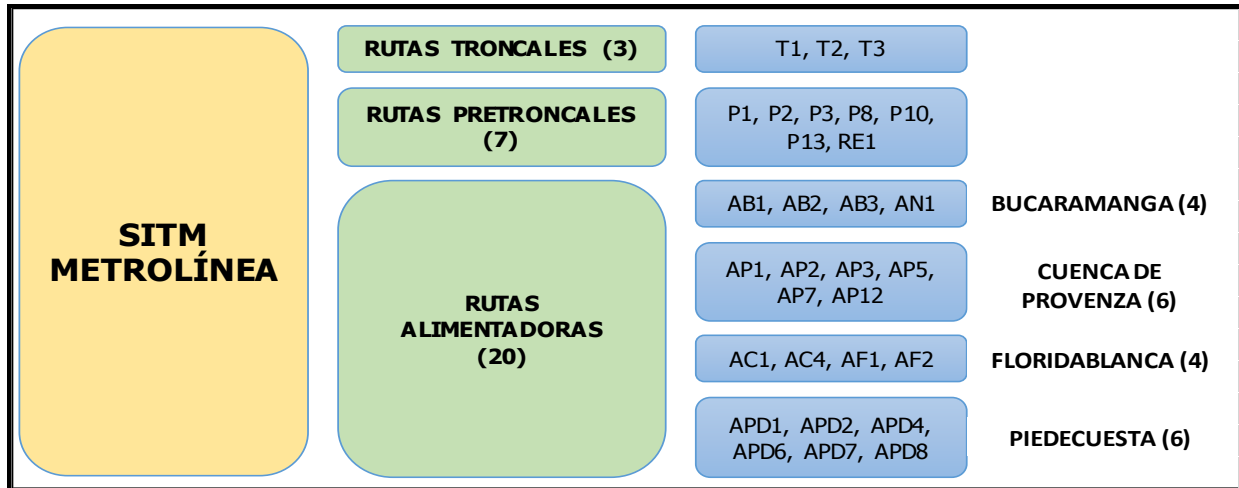 SITM
METROLÍNEA
RUTAS TRONCALES (3)
T1, T2, T3
RUTAS PRETRONCALES
(7)
P1, P2, P3, P8, P10,
P13, RE1
RUTAS
ALIMENTADORAS
(20)
AB1, AB2, AB3, AN1
BUCARAMANGA (4)
AP1, AP2, AP3, AP5,
AP7, AP12
CUENCA DE
PROVENZA (6)
AC1, AC4, AF1, AF2
FLORIDABLANCA (4)
APD1, APD2, APD4,
APD6, APD7, APD8
PIEDECUESTA (6)